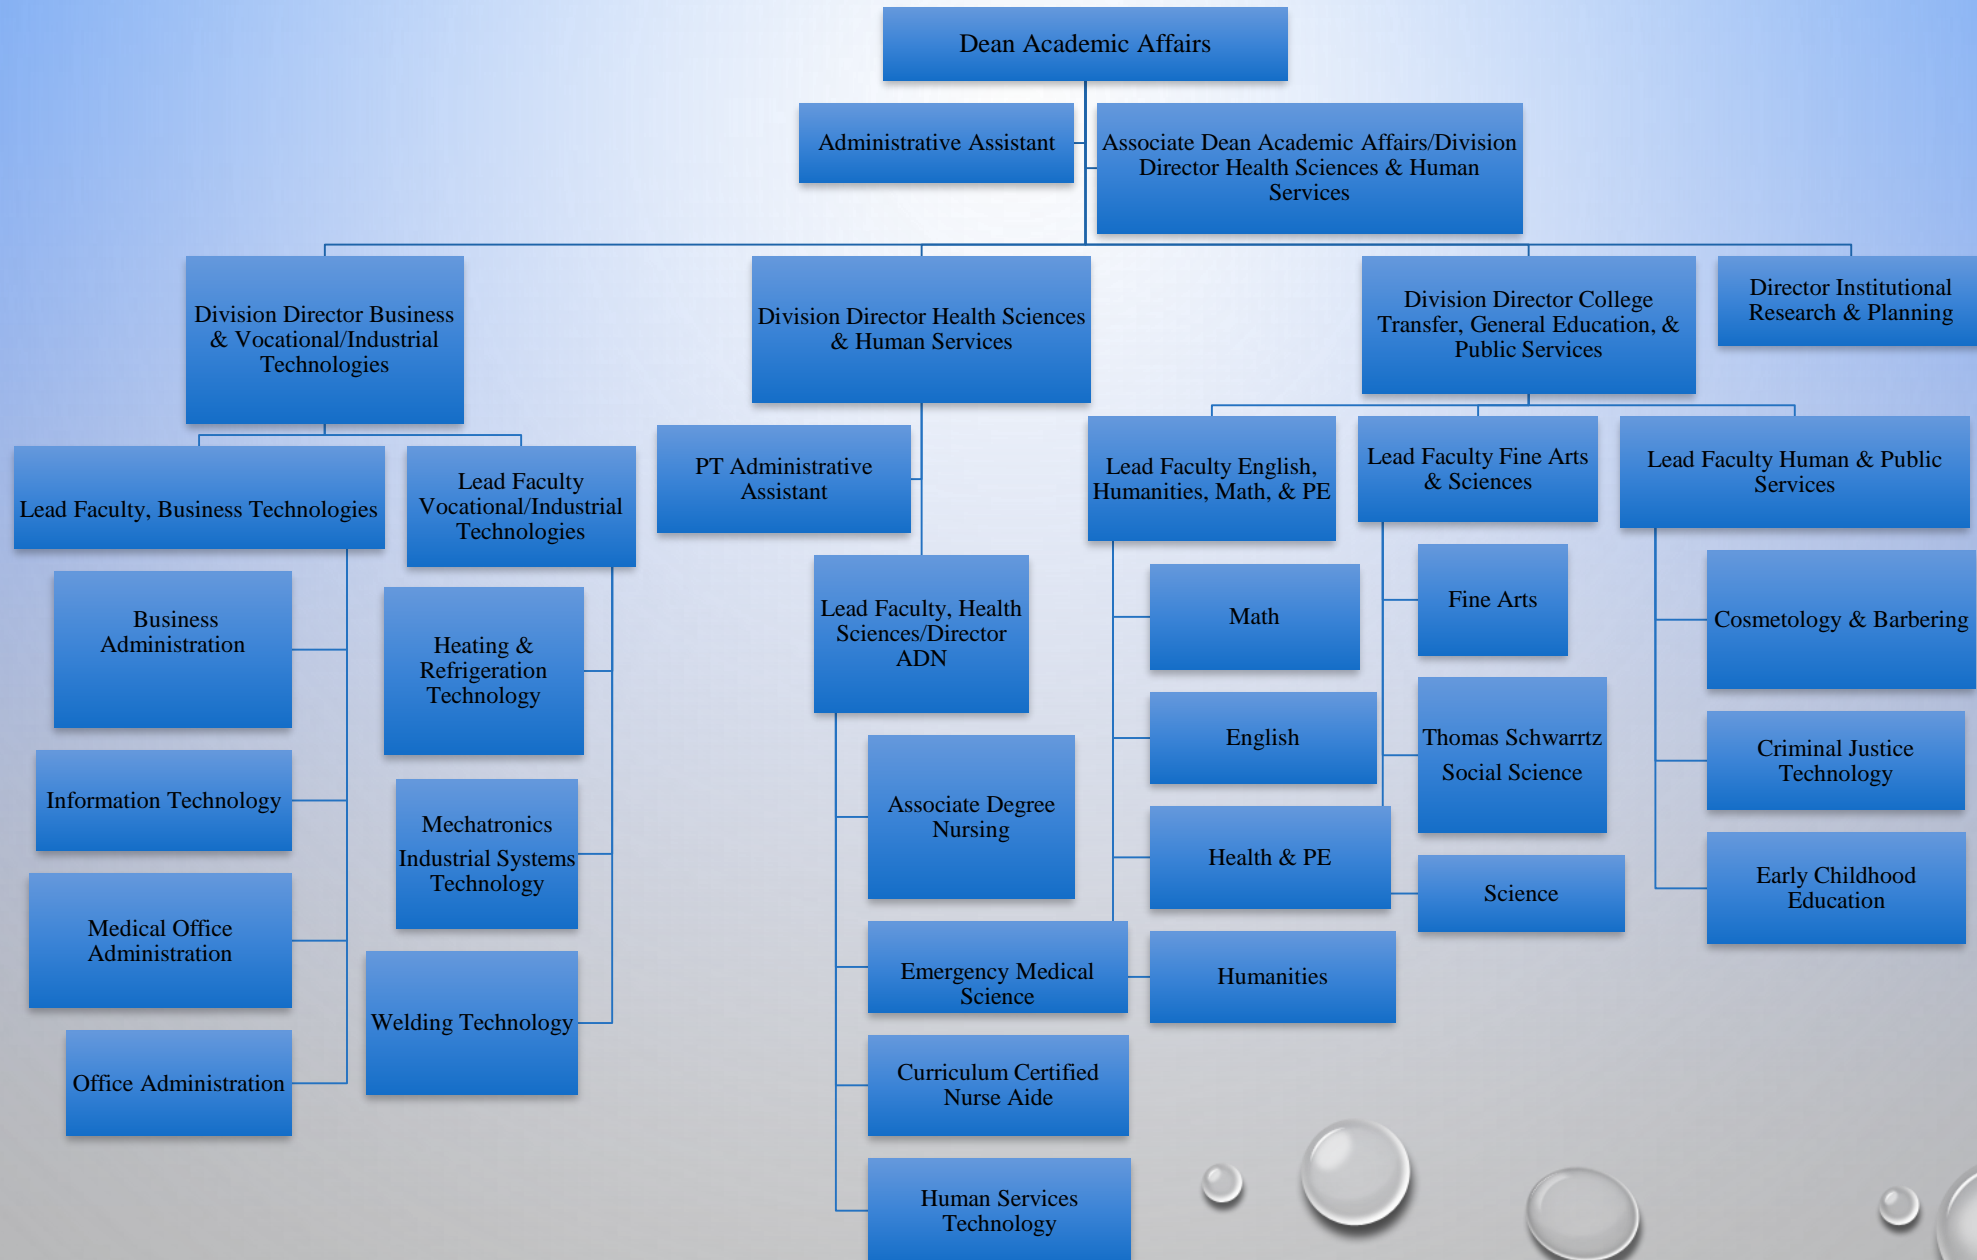 Dean Academic Affairs
Administrative Assistant
Associate Dean Academic Affairs/Division
Director Health Sciences & Human
Services
Division Director Business
& Vocational/Industrial
Technologies
Division Director Health Sciences
& Human Services
Division Director College
Transfer, General Education, &
Public Services
Director Institutional
Research & Planning
Lead Faculty, Business Technologies
Lead Faculty
Vocational/Industrial
Technologies
PT Administrative
Assistant
Lead Faculty English,
Humanities, Math, & PE
Lead Faculty Fine Arts
& Sciences
Lead Faculty Human & Public
Services
Business
Administration
Information Technology
Medical Office
Administration
Office Administration
Heating &
Refrigeration
Technology
Mechatronics
Industrial Systems
Technology
Welding Technology
Lead Faculty, Health
Sciences/Director
ADN
Associate Degree
Nursing
Emergency Medical
Science
Curriculum Certified
Nurse Aide
Human Services
Technology
Math
English
Health & PE
Humanities
Fine Arts
Thomas Schwarrtz
Social Science
Science
Cosmetology & Barbering
Criminal Justice
Technology
Early Childhood
Education